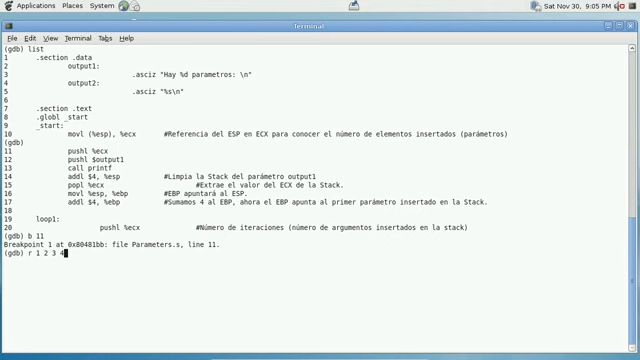 Applications Places System Sat Nov 30, 9:05 PM
Terminal
File Edit View Terminal Tabs Help
(gdb) list
1 .section .data
2 output1:
3 .asciz "Hay %d parametros: \n"
4 output2:
5 .asciz "%s\n"
6
7 .section .text
8 .globl _start
9 _start:
10 movl (%esp), %ecx #Referencia del ESP en ECX para conocer el número de elementos insertados (parámetros)
(gdb)
11 pushl %ecx
12 pushl $output1
13 call printf
14 addl $4, %esp #Limpia la Stack del parámetro output1
15 popl %ecx #Extrae el valor del ECX de la Stack.
16 movl %esp, %ebp #EBP apuntará al ESP.
17 addl $4, %ebp #Sumamos 4 al EBP, ahora el EBP apunta al primer parámetro insertado en la Stack.
18
19 loop1:
20 pushl %ecx #Número de iteraciones (número de argumentos insertados en la stack)
(gdb) b 11
Breakpoint 1 at 0x80481bb: file Parameters.s, line 11.
(gdb) r 1 2 3 4